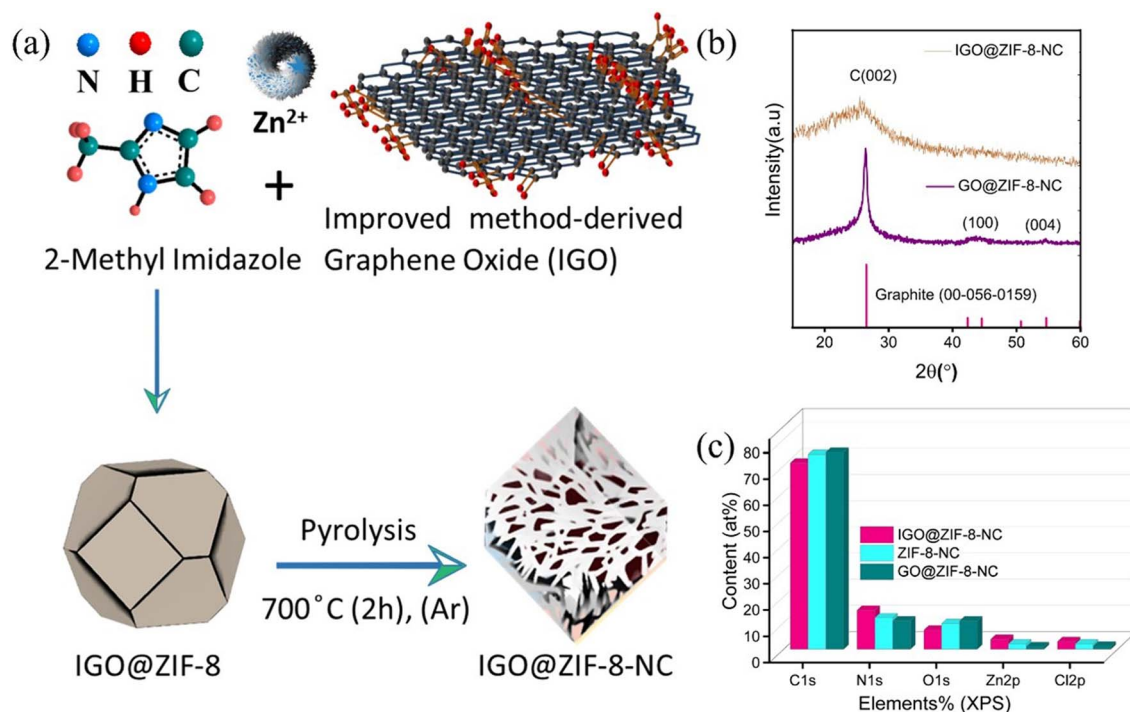 (a)
N H C
Zn2+
+
2-Methyl Imidazole
Improved method-derived
Graphene Oxide (IGO)
IGO@ZIF-8
Pyrolysis
700°C (2h), (Ar)
IGO@ZIF-8-NC
(b)
IGO@ZIF-8-NC
C(002)
GO@ZIF-8-NC
(100)
(004)
Graphite (00-056-0159)
Intensity(a.u)
20 30 40 50 60
2θ(°)
(c)
80
70
60
50
40
30
20
10
0
Content (at%)
IGO@ZIF-8-NC
ZIF-8-NC
GO@ZIF-8-NC
C1s N1s O1s Zn2p Cl2p
Elements% (XPS)